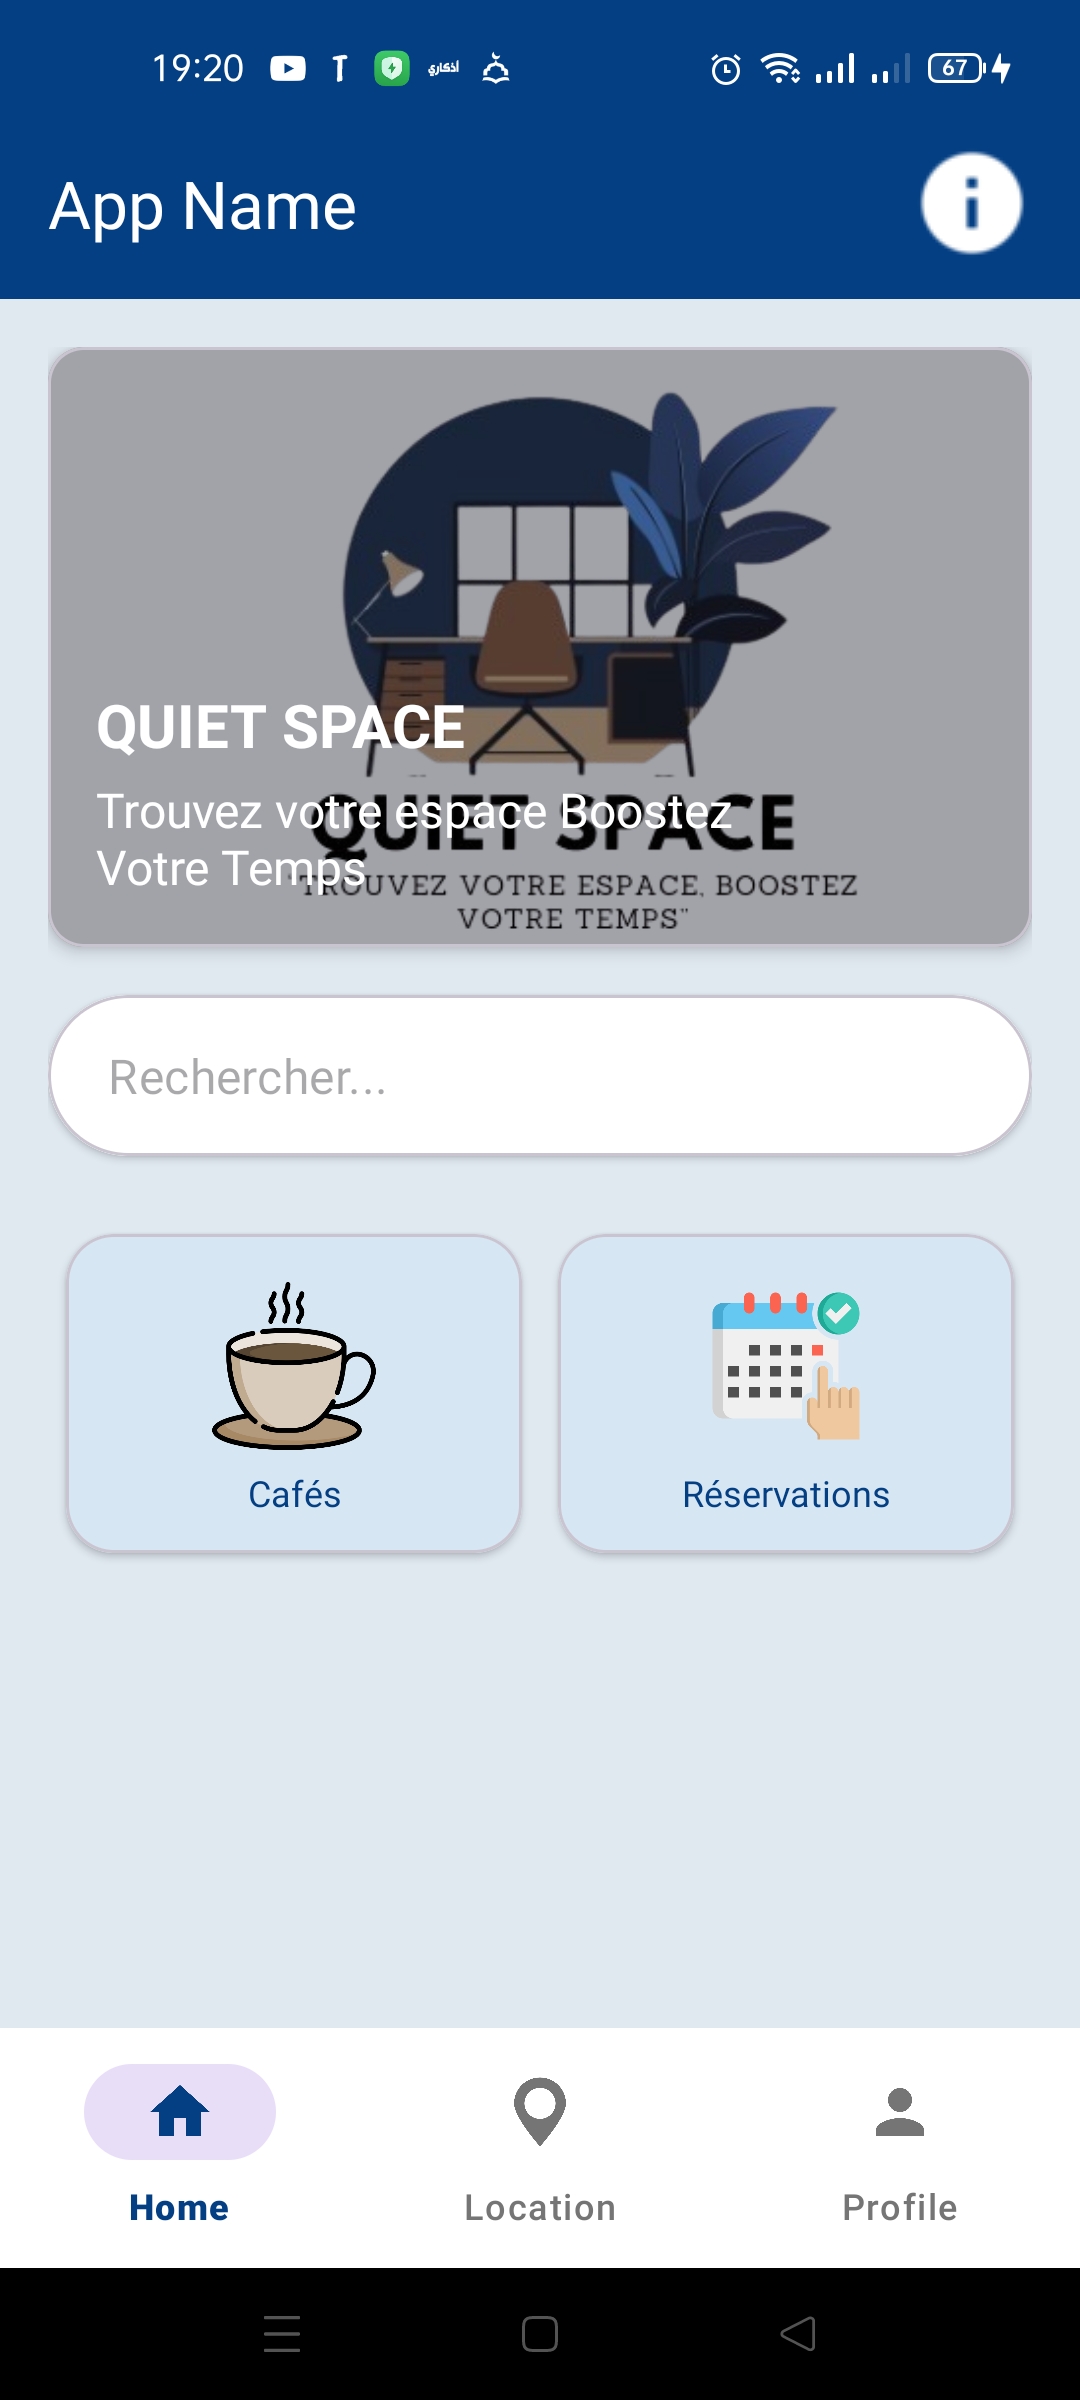 19:20
أذكاري
67
App Name
QUIET SPACE
Trouvez votre espace Boostez
Votre Temps
QUIET SPACE
"TROUVEZ VOTRE ESPACE, BOOSTEZ
VOTRE TEMPS"
Rechercher...
Cafés
Réservations
Home
Location
Profile